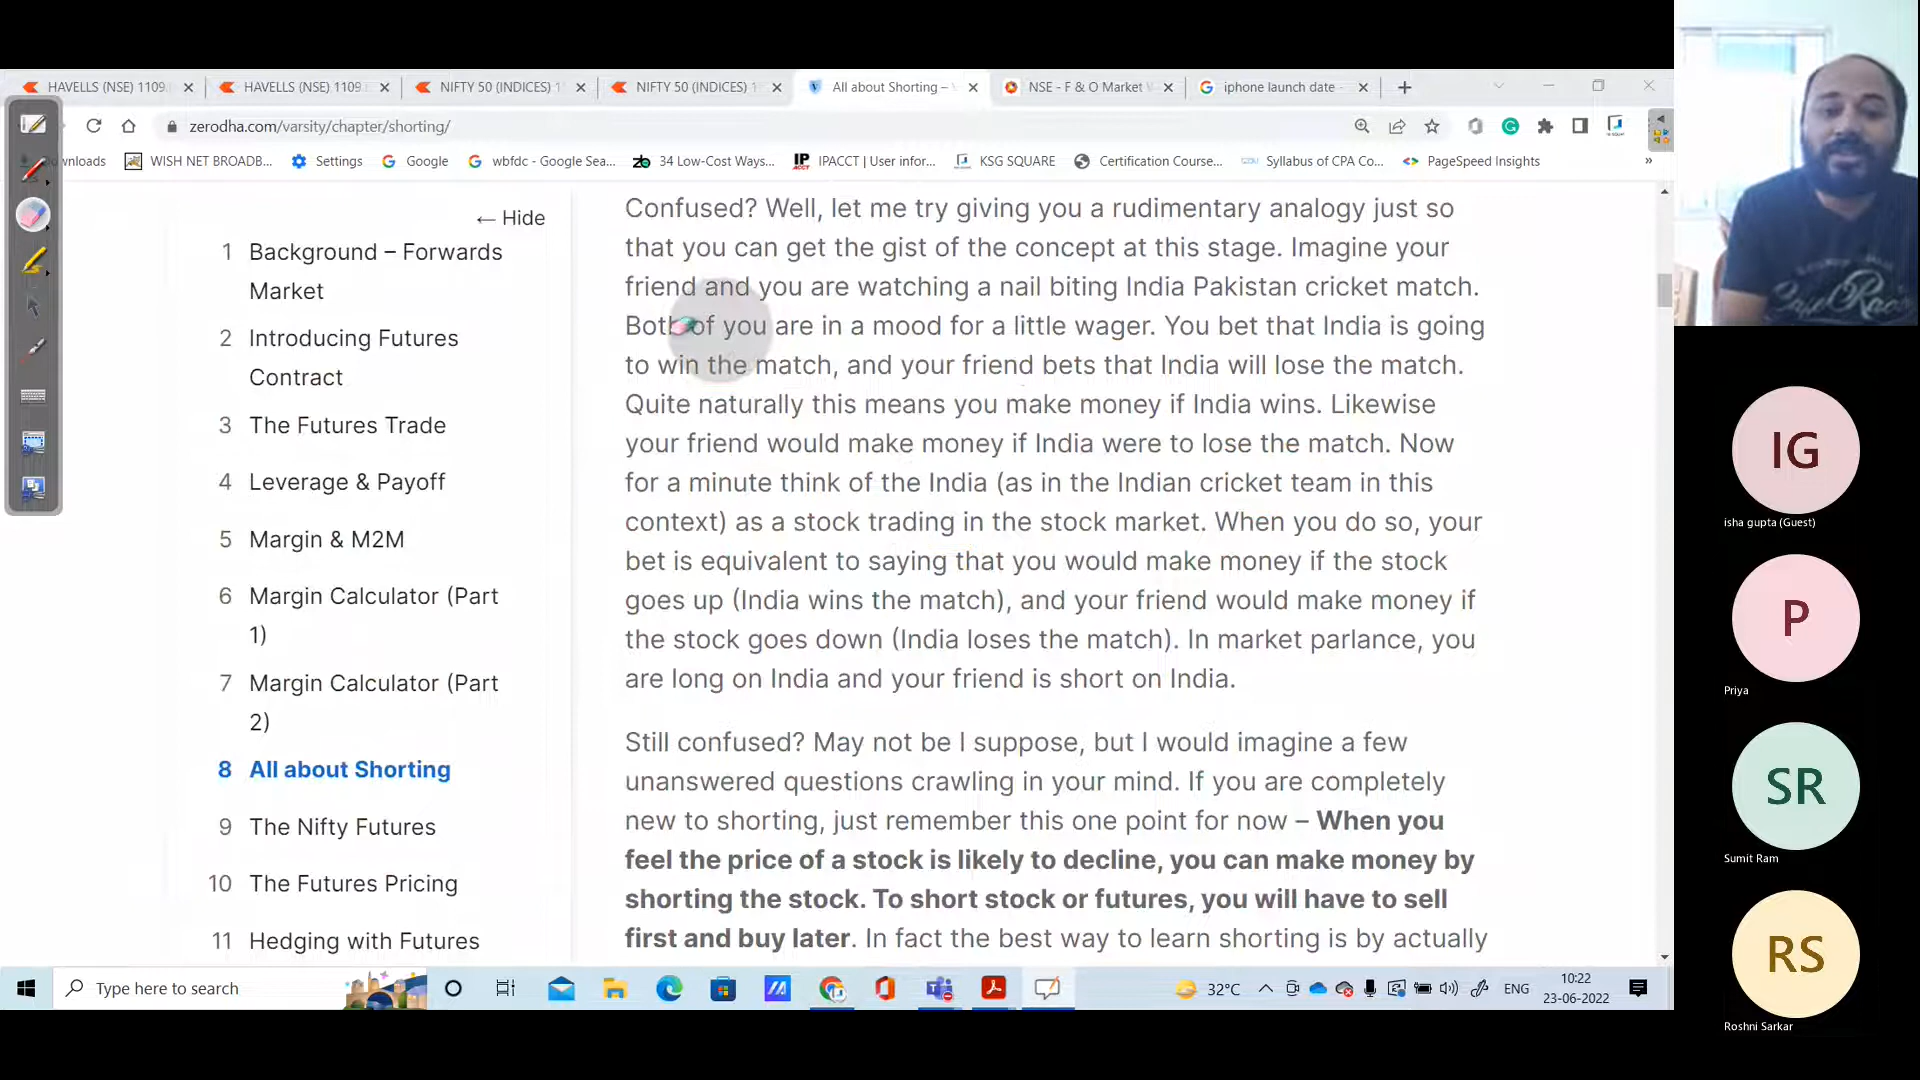 HAVELLS (NSE) 1109.
HAVELLS (NSE) 1109
NIFTY 50 (INDICES) 1
NIFTY 50 (INDICES) 1
All about Shorting –
NSE - F & O Market
iphone launch date -
zerodha.com/varsity/chapter/shorting/
WISH NET BROADB...
Settings
Google
wbfdc - Google Sea...
34 Low-Cost Ways...
IPACCT | User infor...
KSG SQUARE
Certification Course...
Syllabus of CPA Co...
PageSpeed Insights
»
← Hide
1 Background – Forwards
Market
2 Introducing Futures
Contract
3 The Futures Trade
4 Leverage & Payoff
5 Margin & M2M
6 Margin Calculator (Part
1)
7 Margin Calculator (Part
2)
8 All about Shorting
9 The Nifty Futures
10 The Futures Pricing
11 Hedging with Futures
Confused? Well, let me try giving you a rudimentary analogy just so
that you can get the gist of the concept at this stage. Imagine your
friend and you are watching a nail biting India Pakistan cricket match.
Both of you are in a mood for a little wager. You bet that India is going
to win the match, and your friend bets that India will lose the match.
Quite naturally this means you make money if India wins. Likewise
your friend would make money if India were to lose the match. Now
for a minute think of the India (as in the Indian cricket team in this
context) as a stock trading in the stock market. When you do so, your
bet is equivalent to saying that you would make money if the stock
goes up (India wins the match), and your friend would make money if
the stock goes down (India loses the match). In market parlance, you
are long on India and your friend is short on India.
Still confused? May not be I suppose, but I would imagine a few
unanswered questions crawling in your mind. If you are completely
new to shorting, just remember this one point for now – When you
feel the price of a stock is likely to decline, you can make money by
shorting the stock. To short stock or futures, you will have to sell
first and buy later. In fact the best way to learn shorting is by actually
IG
isha gupta (Guest)
P
Priya
SR
Sumit Ram
RS
Roshni Sarkar
Type here to search
32°C
ENG
10:22
23-06-2022